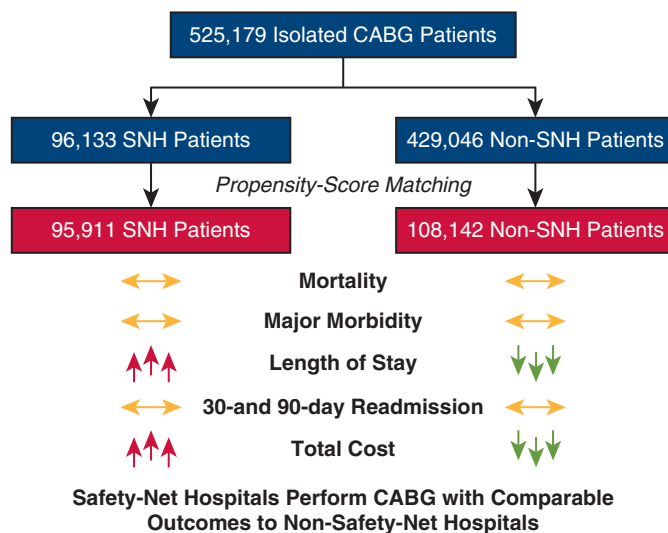 525,179 Isolated CABG Patients
96,133 SNH Patients
429,046 Non-SNH Patients
Propensity-Score Matching
95,911 SNH Patients
108,142 Non-SNH Patients
Mortality
Major Morbidity
Length of Stay
30-and 90-day Readmission
Total Cost
Safety-Net Hospitals Perform CABG with Comparable
Outcomes to Non-Safety-Net Hospitals